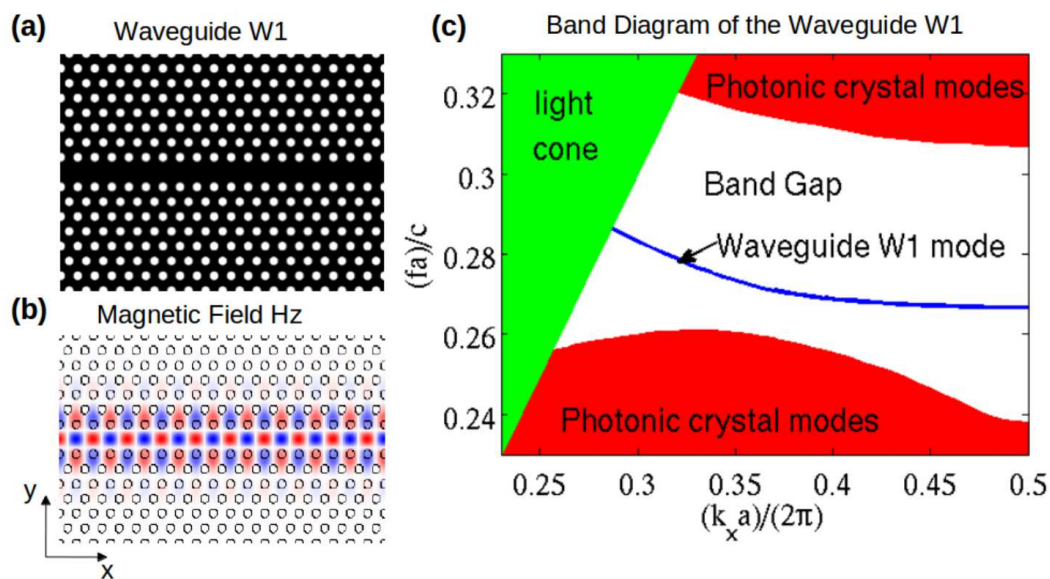 (a)
Waveguide W1
(b)
Magnetic Field Hz
y
x
(c)
Band Diagram of the Waveguide W1
(fa)/c
0.32
0.3
0.28
0.26
0.24
light
cone
Photonic crystal modes
Band Gap
Waveguide W1 mode
Photonic crystal modes
0.25
0.3
0.35
0.4
0.45
0.5
(kₓa)/(2π)